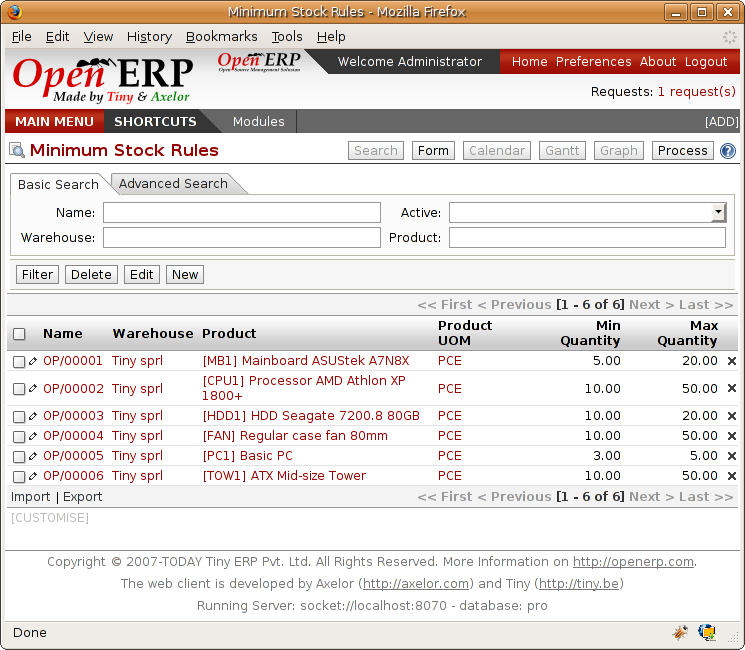 Minimum Stock Rules - Mozilla Firefox
File Edit View History Bookmarks Tools Help
Open ERP
Made by Tiny & Axelor
Open ERP
Open Source Management Solution
Welcome Administrator
Home Preferences About Logout
Requests: 1 request(s)
MAIN MENU SHORTCUTS Modules [ADD]
Minimum Stock Rules Search Form Calendar Gantt Graph Process ?
Basic Search Advanced Search
Name: Active:
Warehouse: Product:
Filter Delete Edit New
<< First < Previous [1 - 6 of 6] Next > Last >>
Name Warehouse Product Product UOM Min Quantity Max Quantity
OP/00001 Tiny sprl [MB1] Mainboard ASUStek A7N8X PCE 5.00 20.00
OP/00002 Tiny sprl [CPU1] Processor AMD Athlon XP 1800+ PCE 10.00 50.00
OP/00003 Tiny sprl [HDD1] HDD Seagate 7200.8 80GB PCE 10.00 20.00
OP/00004 Tiny sprl [FAN] Regular case fan 80mm PCE 10.00 50.00
OP/00005 Tiny sprl [PC1] Basic PC PCE 3.00 5.00
OP/00006 Tiny sprl [TOW1] ATX Mid-size Tower PCE 10.00 50.00
Import | Export << First < Previous [1 - 6 of 6] Next > Last >>
[CUSTOMISE]
Copyright © 2007-TODAY Tiny ERP Pvt. Ltd. All Rights Reserved. More Information on http://openerp.com.
The web client is developed by Axelor (http://axelor.com) and Tiny (http://tiny.be)
Running Server: socket://localhost:8070 - database: pro
Done